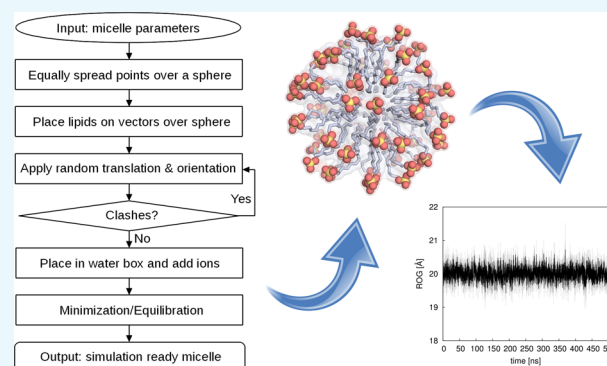 Input: micelle parameters
Equally spread points over a sphere
Place lipids on vectors over sphere
Apply random translation & orientation
Yes
Clashes?
No
Place in water box and add ions
Minimization/Equilibration
Output: simulation ready micelle
22
21
20
19
18
ROG [Å]
0 50 100 150 200 250 300 350 400 450
time [ns]